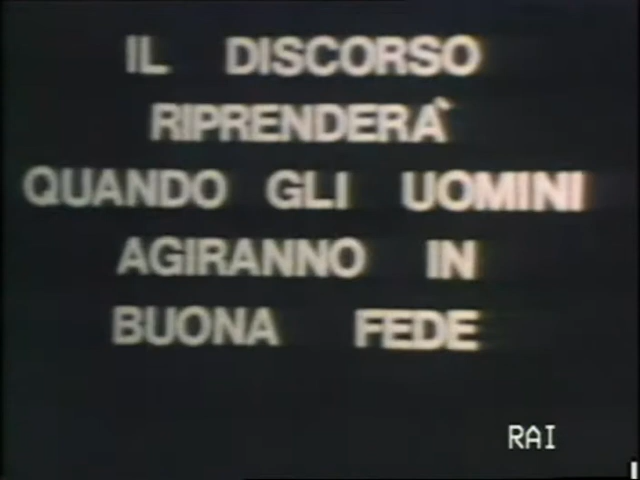 IL DISCORSO
RIPRENDERÀ
QUANDO GLI UOMINI
AGIRANNO IN
BUONA FEDE
RAI